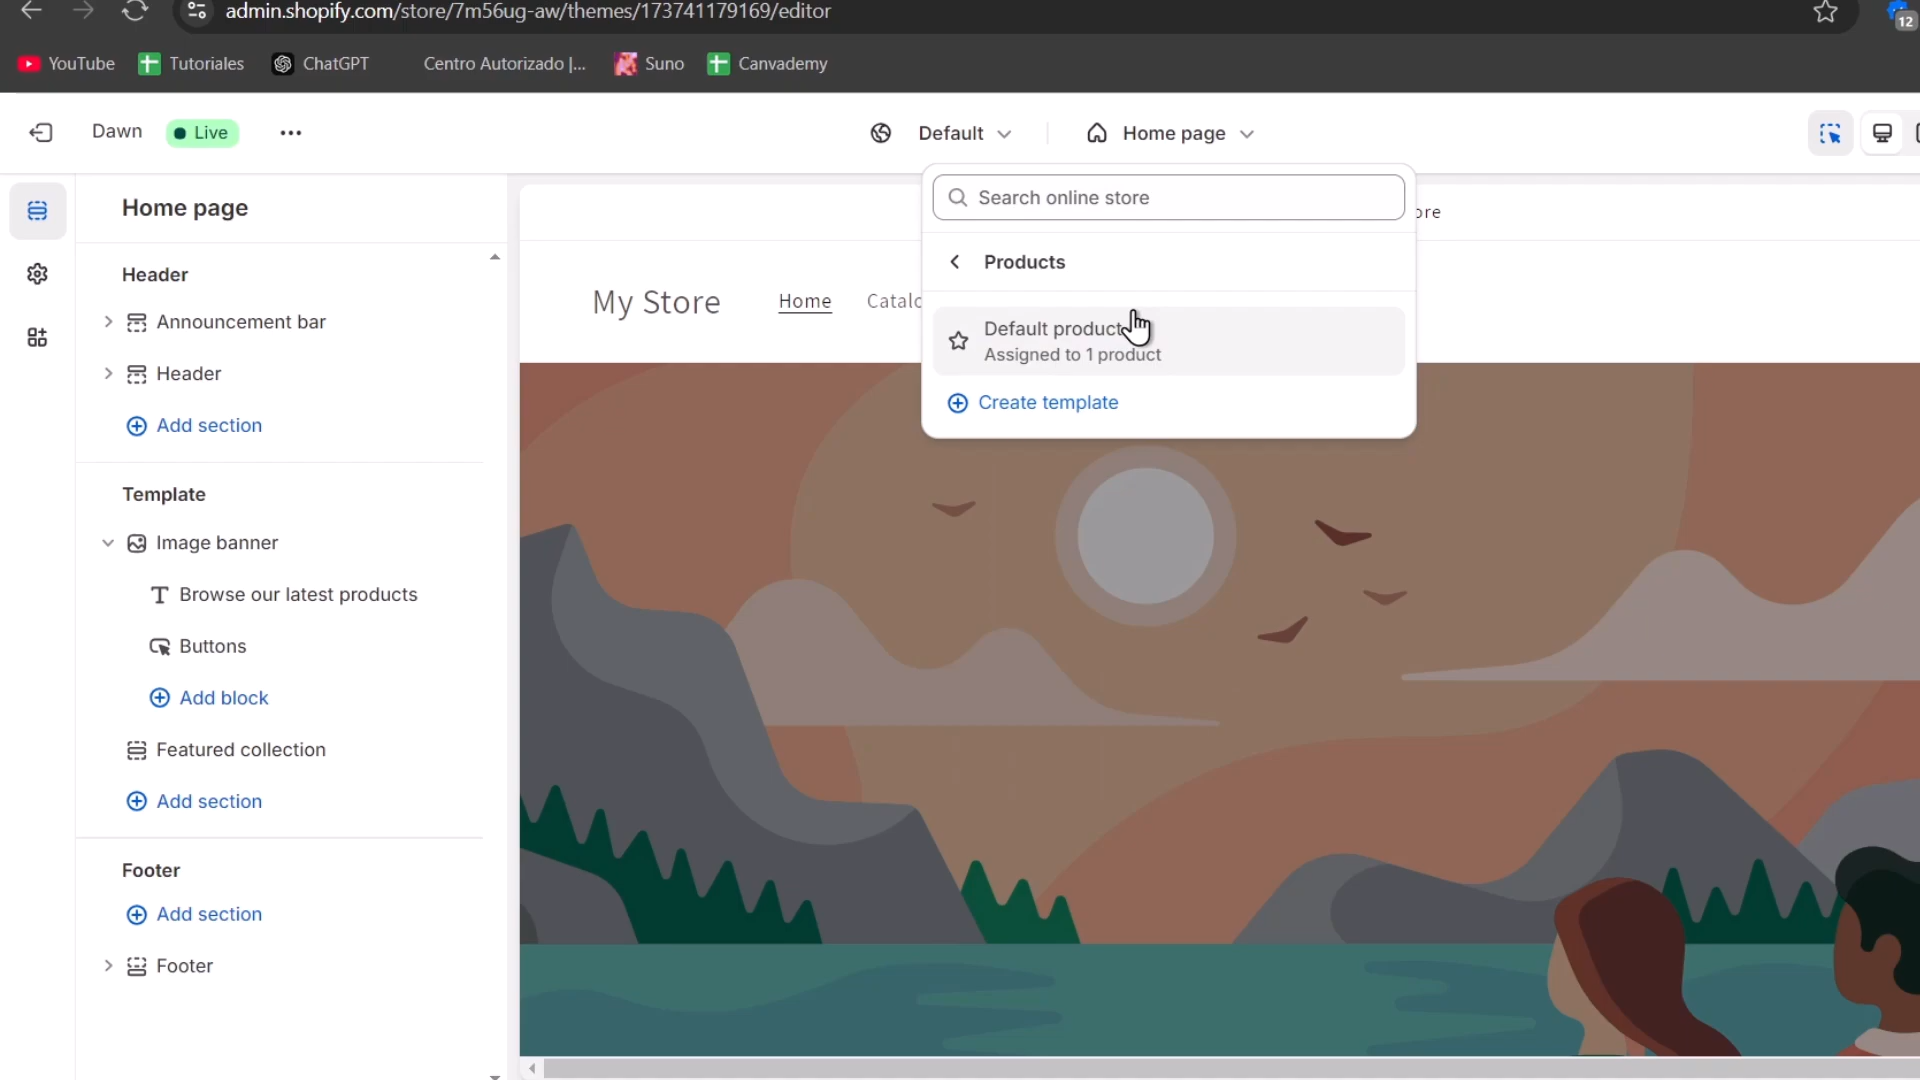 admin.shopify.com/store/7m56ug-aw/themes/173741179169/editor
12
YouTube
Tutoriales
ChatGPT
Centro Autorizado |...
Suno
Canvademy
Dawn
Live
Default
Home page
Home page
Header
Announcement bar
Header
Add section
Template
Image banner
Browse our latest products
Buttons
Add block
Featured collection
Add section
Footer
Add section
Footer
Search online store
Products
Default product
Assigned to 1 product
Create template
ore
My Store
Home
Catalo